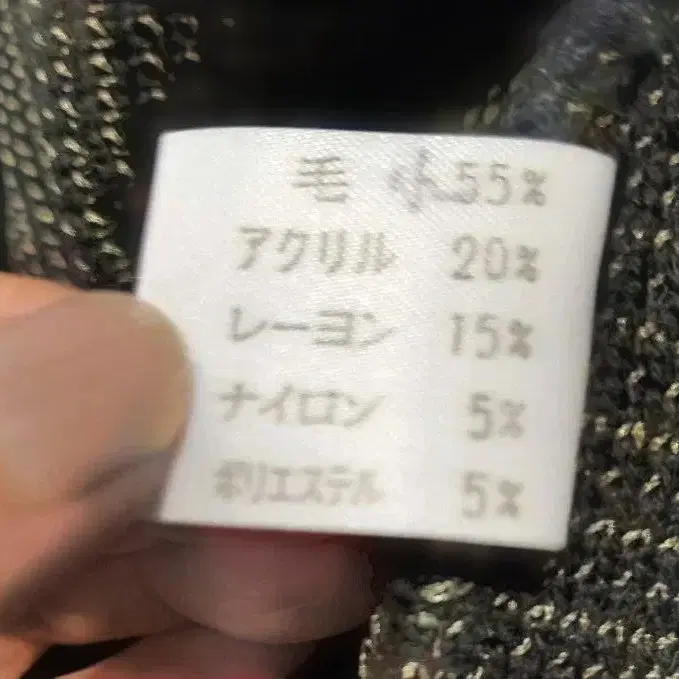 毛 55%
アクリル 20%
レーヨン 15%
ナイロン 5%
ポリエステル 5%